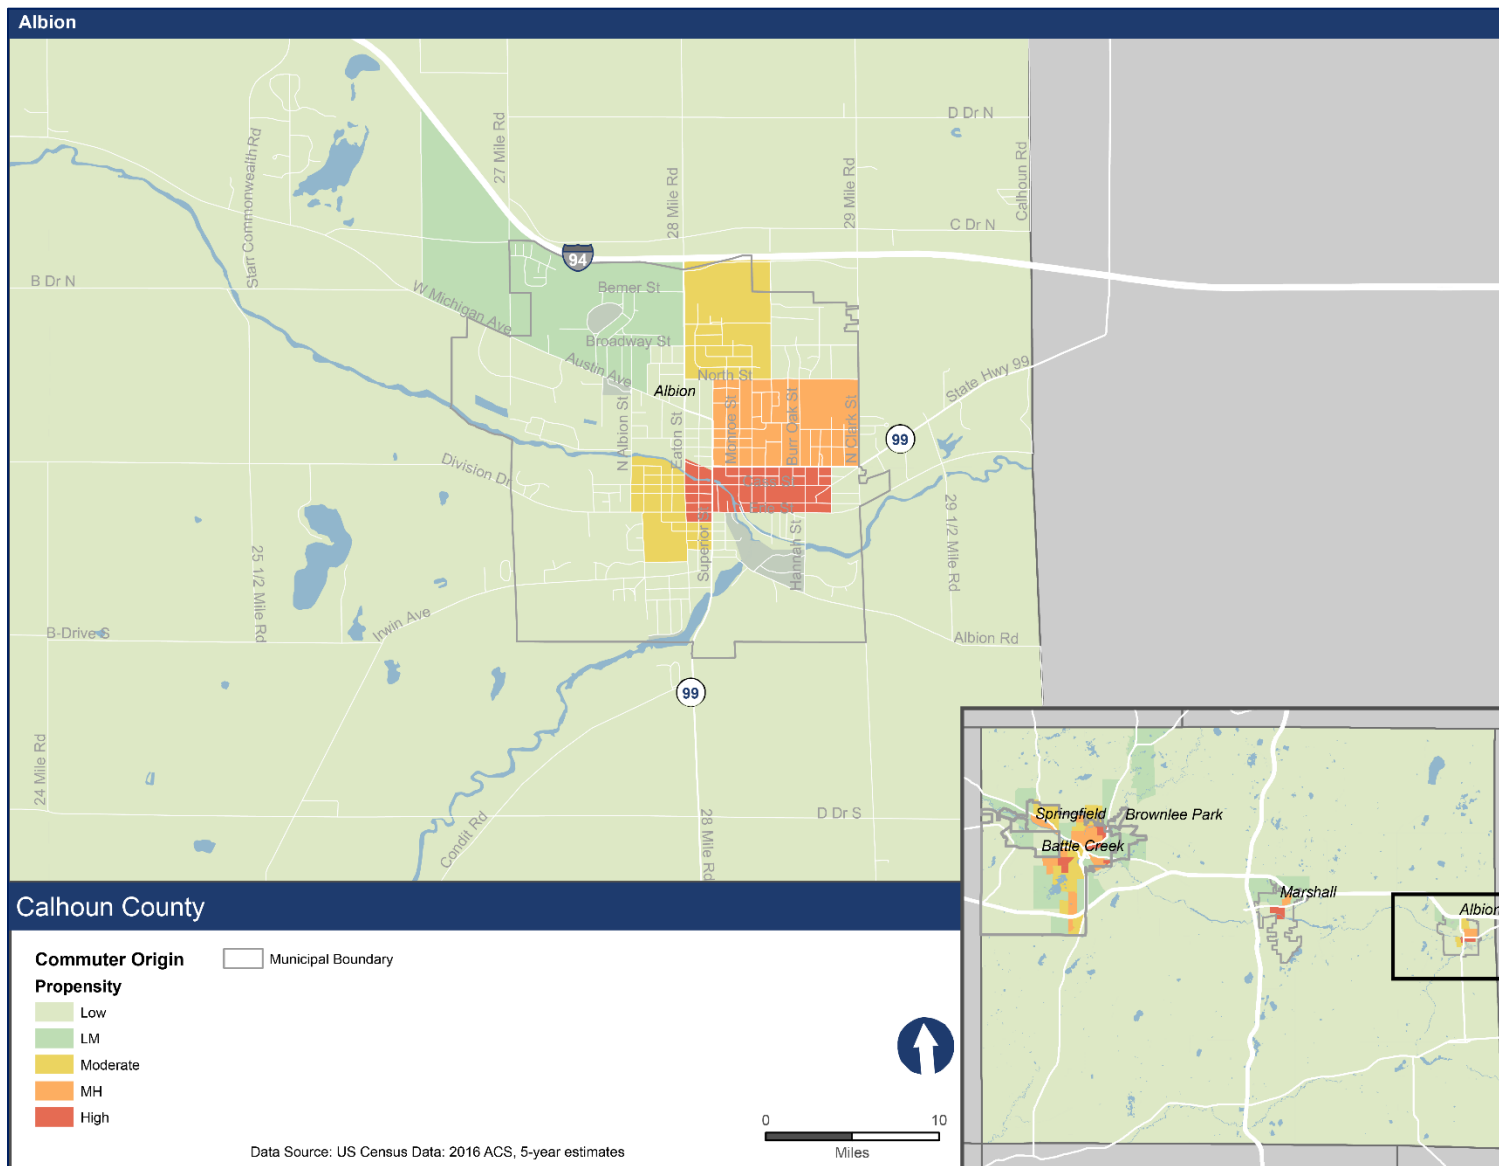 Albion
D Dr N
27 Mile Rd
Starr Commonwealth Rd
28 Mile Rd
29 Mile Rd
Calhoun Rd
C Dr N
94
B Dr N
W Michigan Ave
Berner St
Broadway St
Austin Ave
North St
State Hwy 99
Albion
N Albion St
Eaton St
Monroe St
Burr Oak St
N Clark St
99
Division Dr
Cass St
Erie St
Superior St
Hannah St
29 1/2 Mile Rd
25 1/2 Mile Rd
Irwin Ave
B-Drive S
Albion Rd
99
24 Mile Rd
Condit Rd
28 Mile Rd
D Dr S
Springfield
Brownlee Park
Battle Creek
Marshall
Albion
Calhoun County
Commuter Origin
Municipal Boundary
Propensity
Low
LM
Moderate
MH
High
0
10
Miles
Data Source: US Census Data: 2016 ACS, 5-year estimates